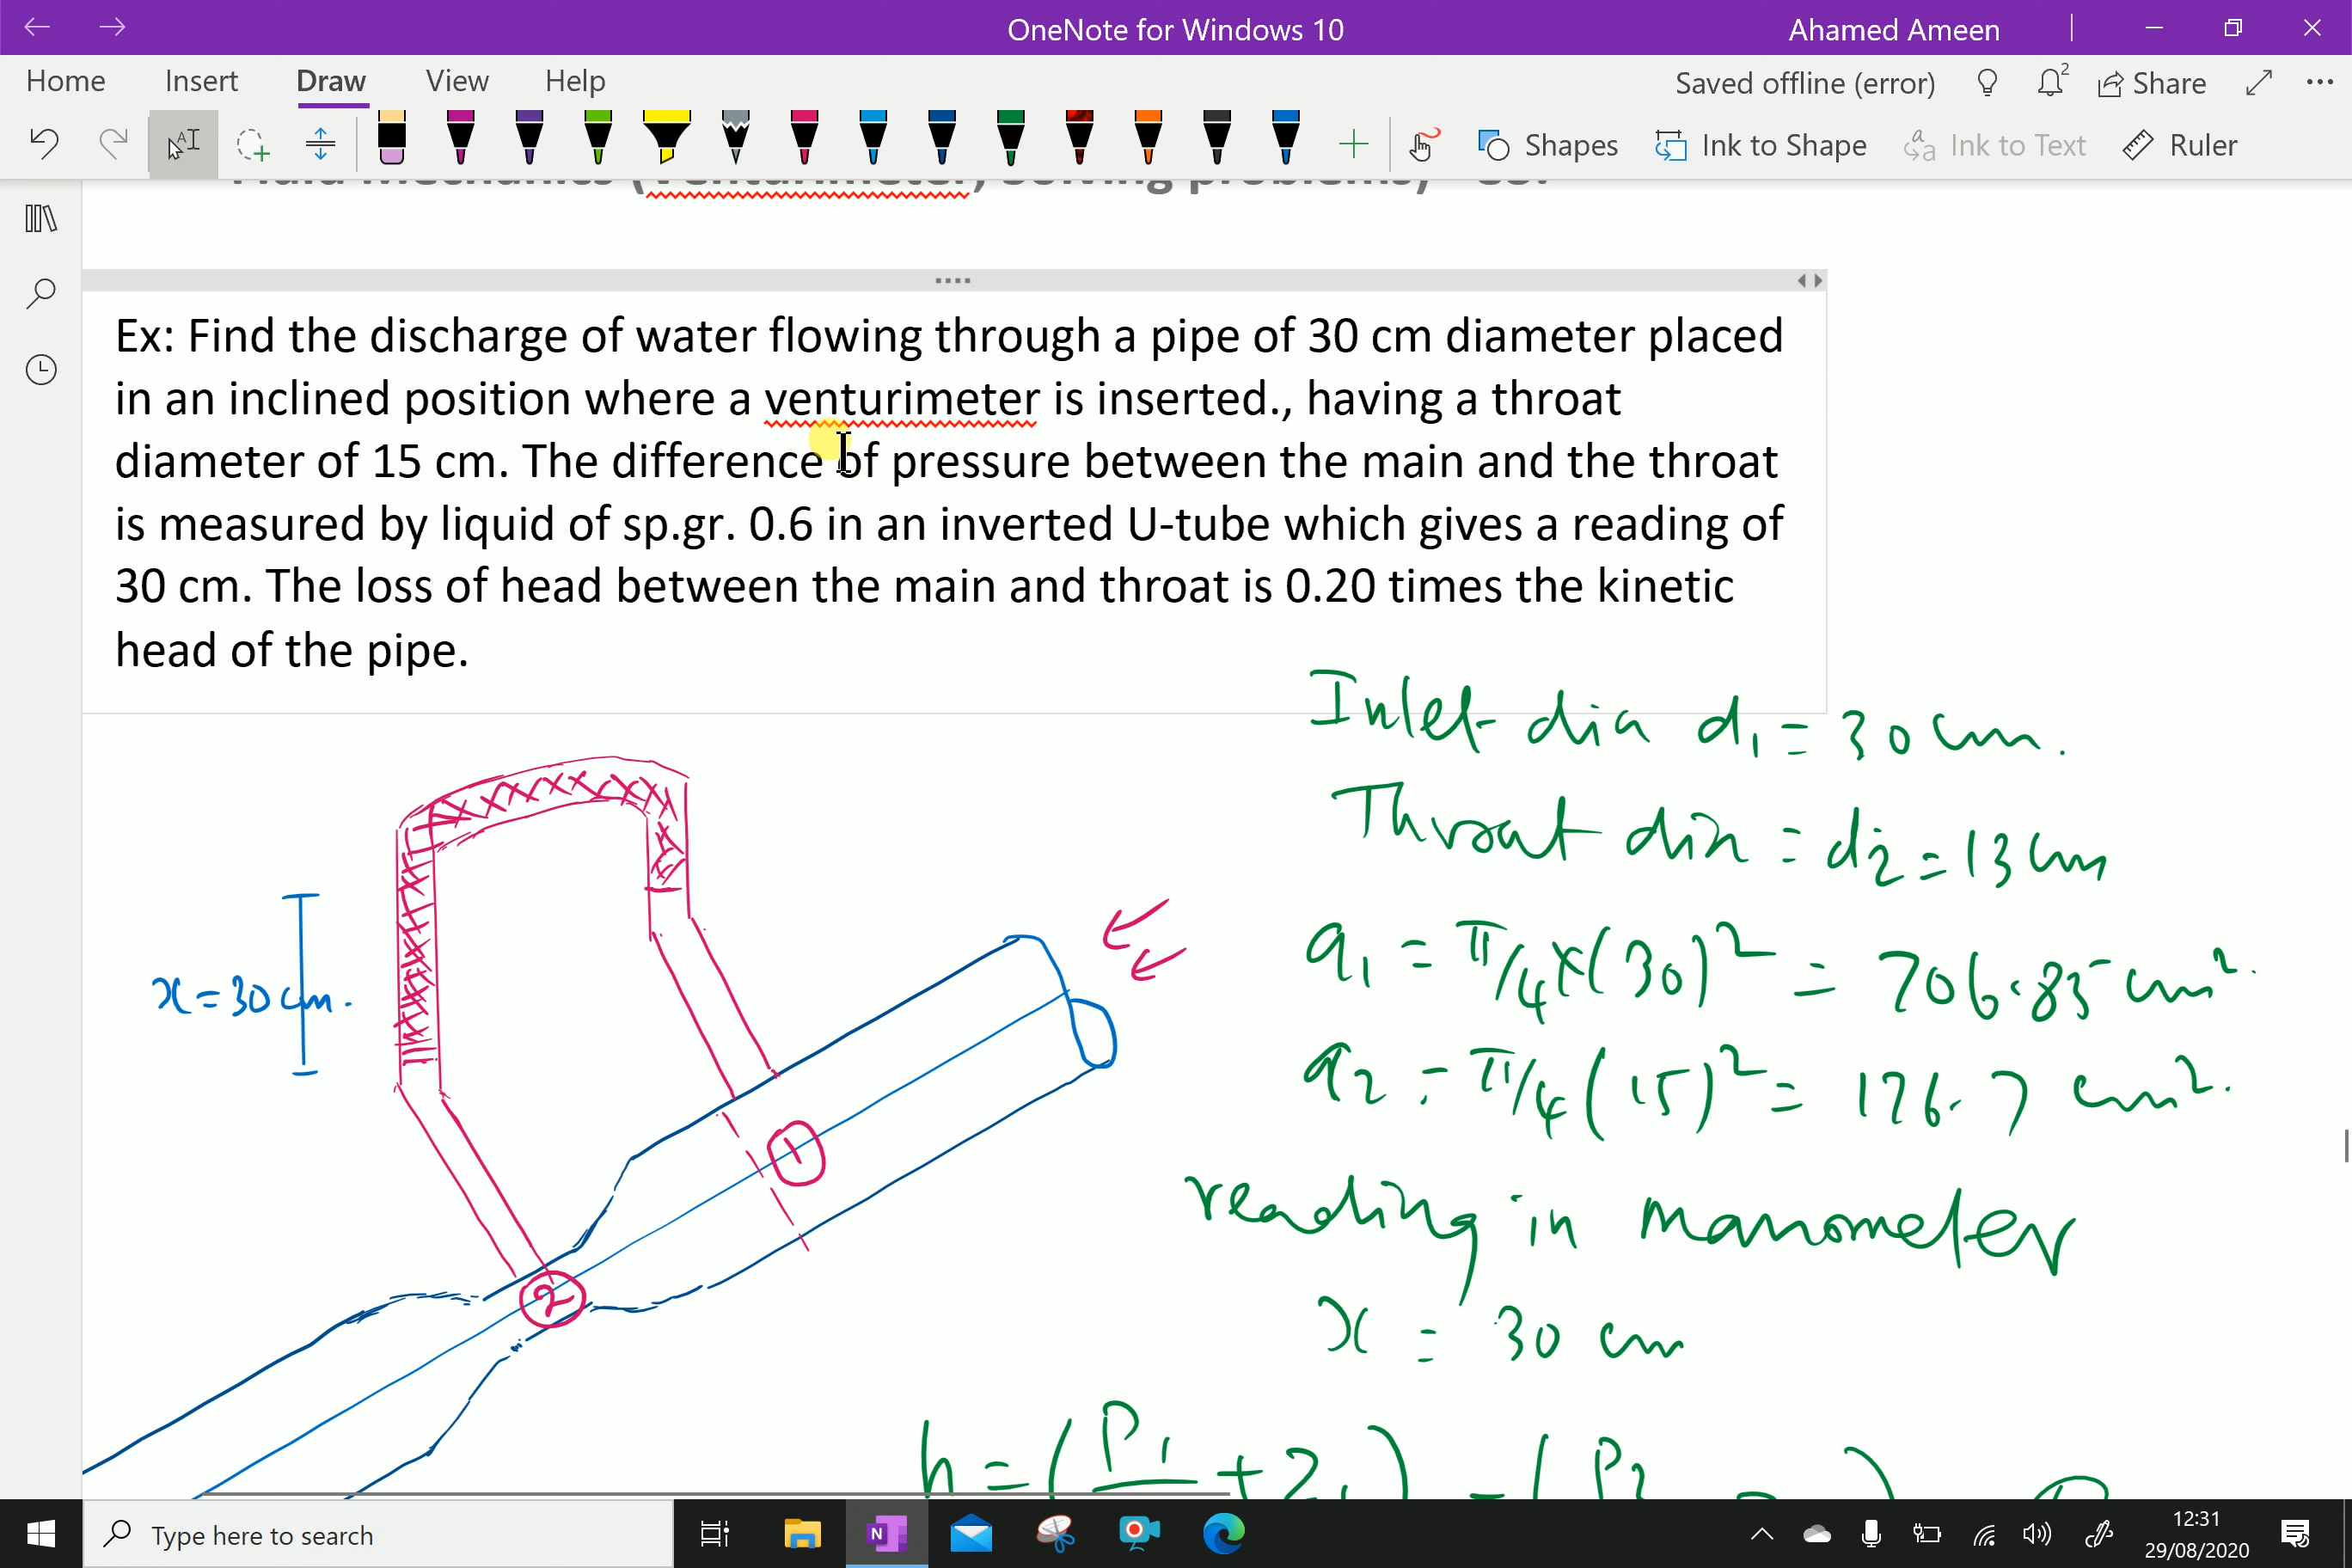 OneNote for Windows 10
Ahamed Ameen
Home Insert Draw View Help
Saved offline (error)
2
Share
Shapes
Ink to Shape
Ink to Text
Ruler
Ex: Find the discharge of water flowing through a pipe of 30 cm diameter placed
in an inclined position where a venturimeter is inserted., having a throat
diameter of 15 cm. The difference of pressure between the main and the throat
is measured by liquid of sp.gr. 0.6 in an inverted U-tube which gives a reading of
30 cm. The loss of head between the main and throat is 0.20 times the kinetic
head of the pipe.
Inlet dia d₁ = 30 cm.
Throat dia = d₂ = 13 cm
a₁ = π/4 × (30)² = 706.85 cm².
a₂ = π/4 (15)² = 176.7 cm².
reading in manometer
x = 30 cm
x = 30 cm.
1
2
Type here to search
12:31
29/08/2020